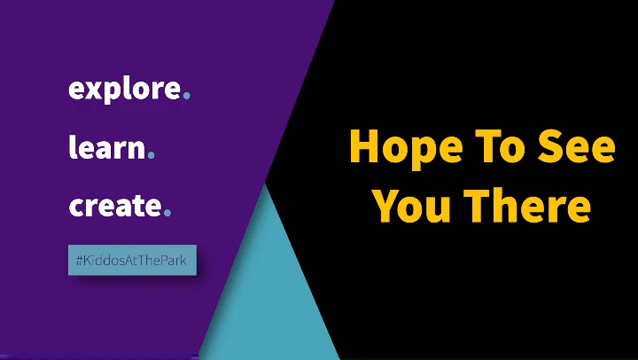 explore.
learn.
create.
#KiddosAtThePark
Hope To See
You There